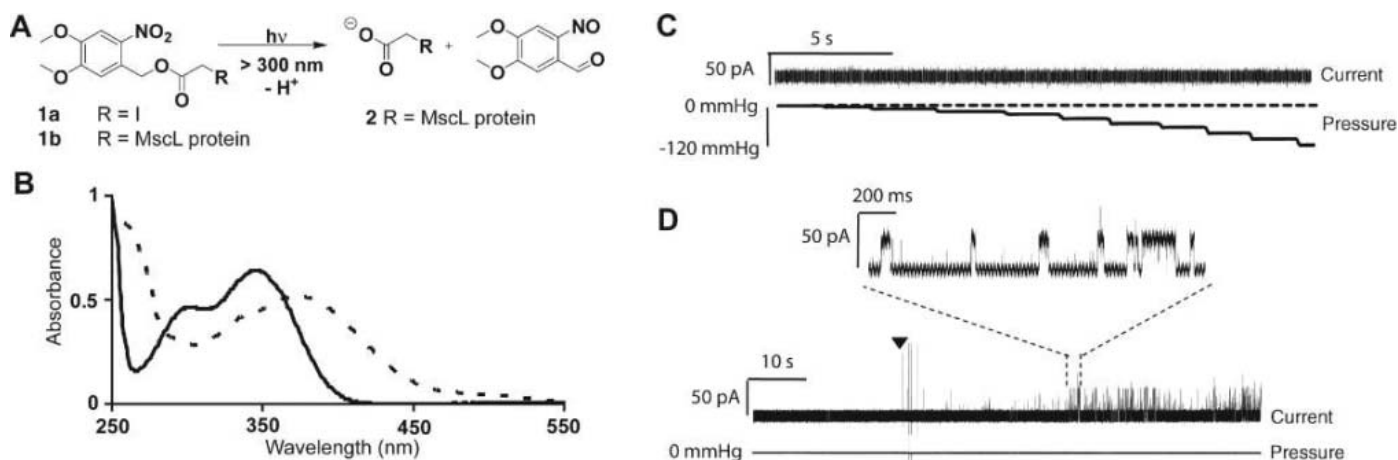 A
NO₂
O
O
O
O
R
1a R = I
1b R = MscL protein
hν
> 300 nm
- H⁺
⊖
O
O
R
+
O
O
NO
O
2 R = MscL protein
B
Absorbance
1
0.5
0
250 350 450 550
Wavelength (nm)
C
5 s
50 pA
Current
0 mmHg
Pressure
-120 mmHg
D
200 ms
50 pA
10 s
50 pA
Current
0 mmHg
Pressure